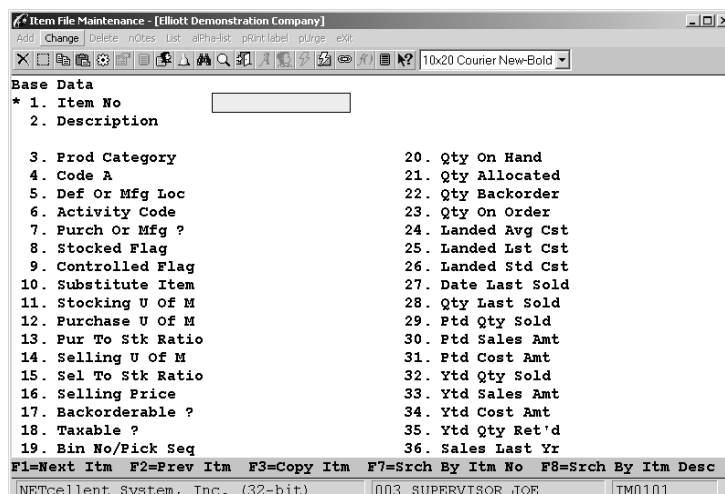 Item File Maintenance - [Elliott Demonstration Company]
Add Change Delete nOtes List alPha-list pRint label pUrge eXit
10x20 Courier New-Bold
Base Data
* 1. Item No
2. Description
3. Prod Category
4. Code A
5. Def Or Mfg Loc
6. Activity Code
7. Purch Or Mfg ?
8. Stocked Flag
9. Controlled Flag
10. Substitute Item
11. Stocking U Of M
12. Purchase U Of M
13. Pur To Stk Ratio
14. Selling U Of M
15. Sel To Stk Ratio
16. Selling Price
17. Backorderable ?
18. Taxable ?
19. Bin No/Pick Seq
20. Qty On Hand
21. Qty Allocated
22. Qty Backorder
23. Qty On Order
24. Landed Avg Cst
25. Landed Lst Cst
26. Landed Std Cst
27. Date Last Sold
28. Qty Last Sold
29. Ptd Qty Sold
30. Ptd Sales Amt
31. Ptd Cost Amt
32. Ytd Qty Sold
33. Ytd Sales Amt
34. Ytd Cost Amt
35. Ytd Qty Ret'd
36. Sales Last Yr
F1=Next Itm F2=Prev Itm F3=Copy Itm F7=Srch By Itm No F8=Srch By Itm Desc
NETcellent System, Inc. (32-bit) 003 SUPERVISOR JOE IM0101